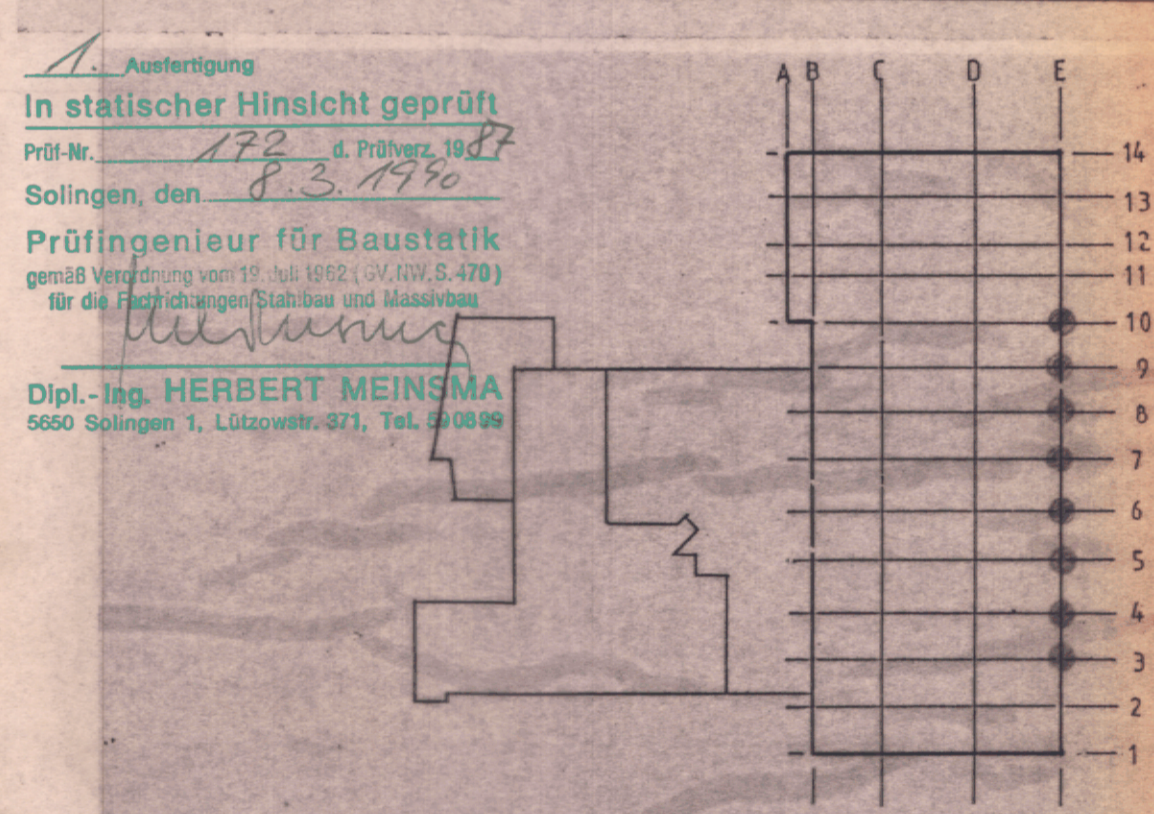 1. Ausfertigung
In statischer Hinsicht geprüft
Prüf-Nr. 172 d. Prüfverz. 1987
Solingen, den 8.3.1990
Prüfingenieur für Baustatik
gemäß Verordnung vom 19. Juli 1962 (GV. NW. S. 470)
für die Fachrichtungen Stahlbau und Massivbau
Dipl.-Ing. HERBERT MEINSMA
5650 Solingen 1, Lützowstr. 371, Tel. 590899
A B C D E
14
13
12
11
10
9
8
7
6
5
4
3
2
1